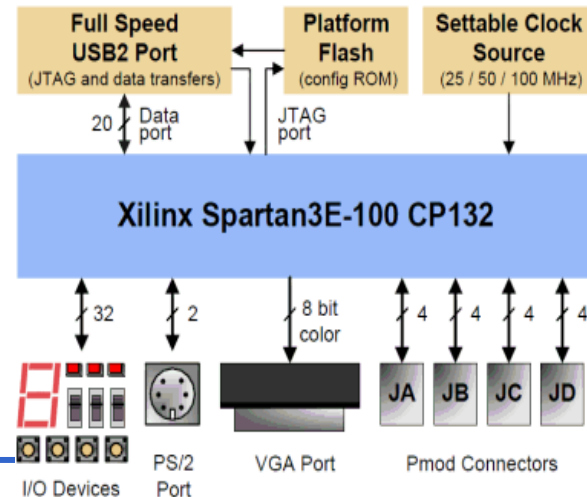 Full Speed
USB2 Port
(JTAG and data transfers)
Platform
Flash
(config ROM)
Settable Clock
Source
(25 / 50 / 100 MHz)
20
Data
port
JTAG
port
Xilinx Spartan3E-100 CP132
32
2
8 bit
color
4
4
4
4
JA
JB
JC
JD
I/O Devices
PS/2
Port
VGA Port
Pmod Connectors